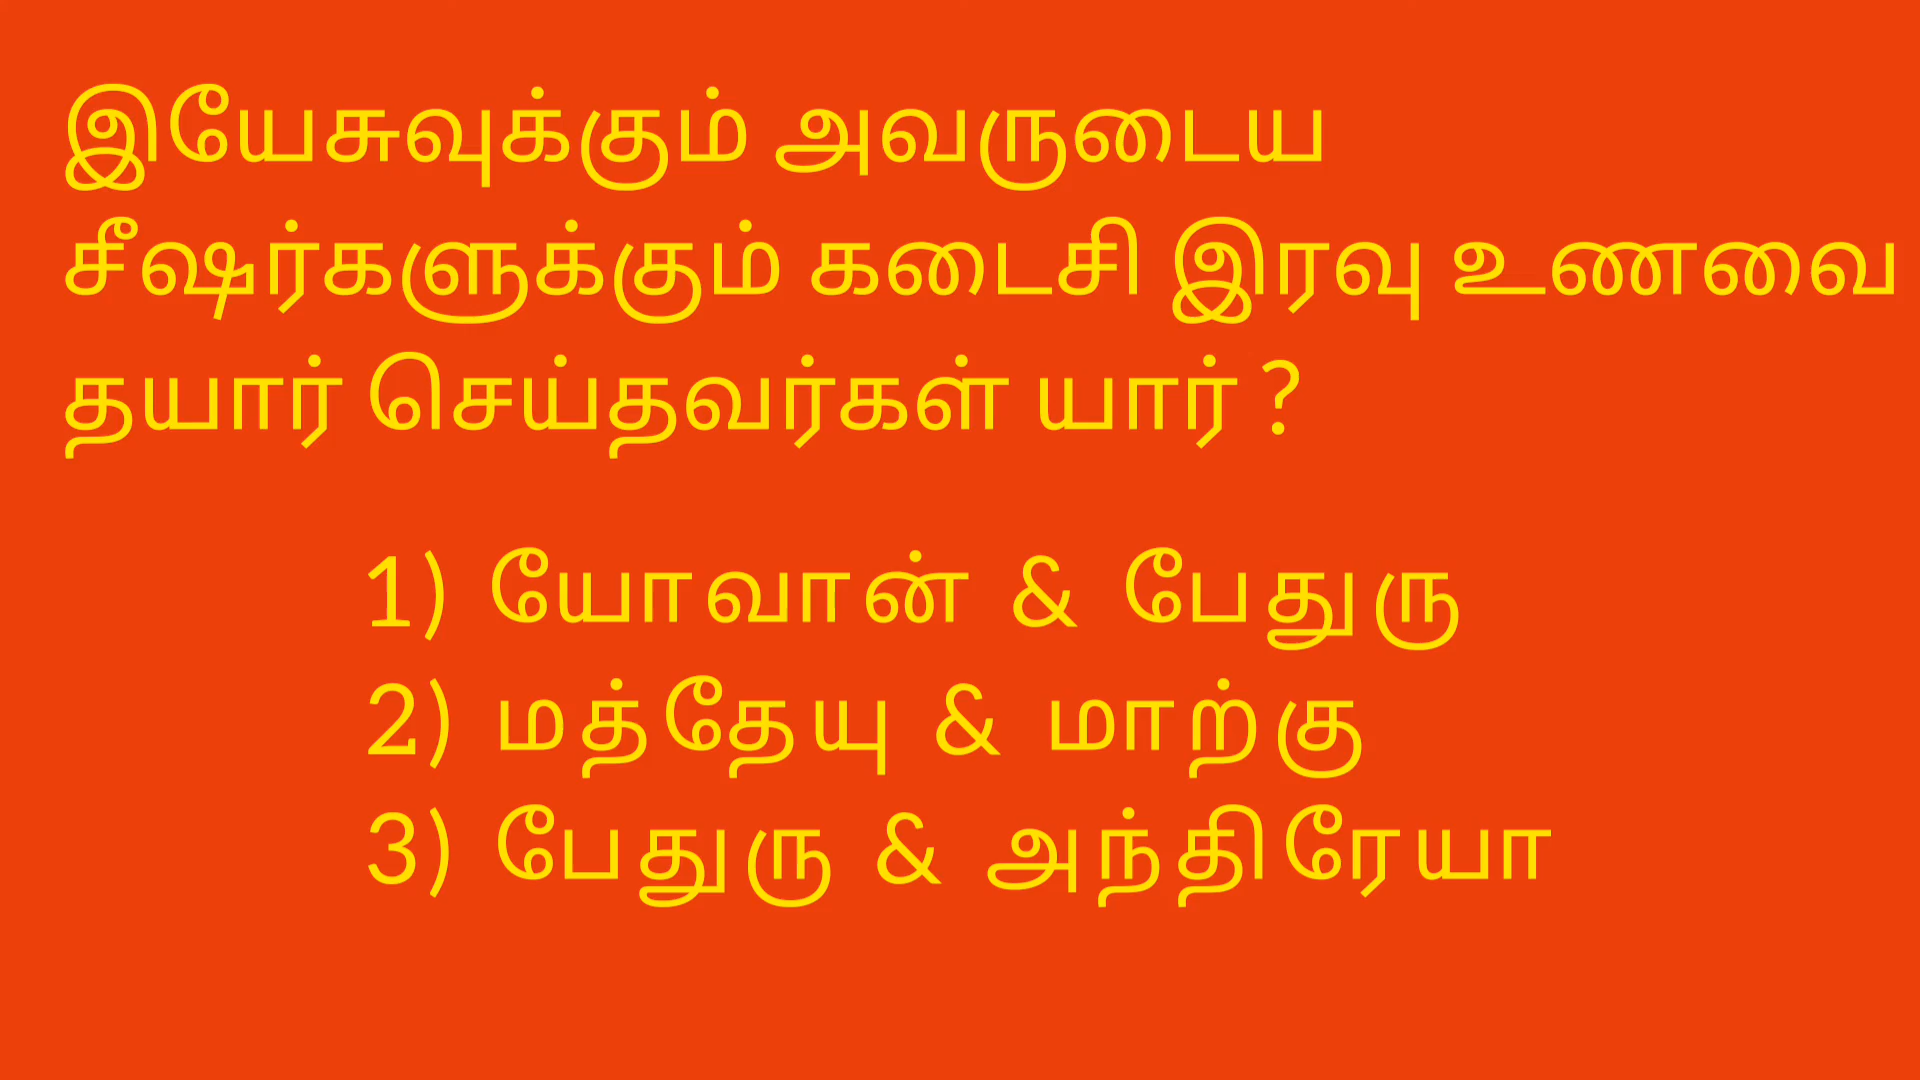 இயேசுவுக்கும் அவருடைய
சீஷர்களுக்கும் கடைசி இரவு உணவை
தயார் செய்தவர்கள் யார் ?
1) யோவான் & பேதுரு
2) மத்தேயு & மாற்கு
3) பேதுரு & அந்திரேயா